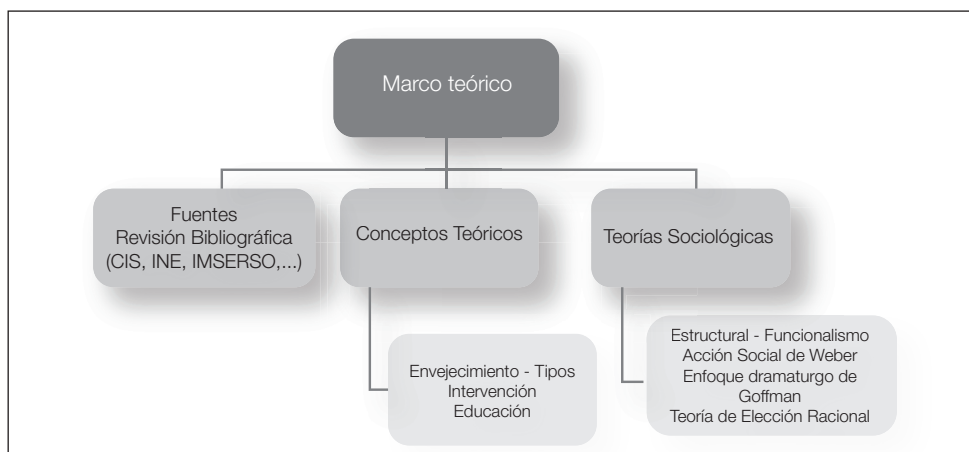 Marco teórico
Fuentes
Revisión Bibliográfica
(CIS, INE, IMSERSO,...)
Conceptos Teóricos
Teorías Sociológicas
Envejecimiento - Tipos
Intervención
Educación
Estructural - Funcionalismo
Acción Social de Weber
Enfoque dramaturgo de
Goffman
Teoría de Elección Racional